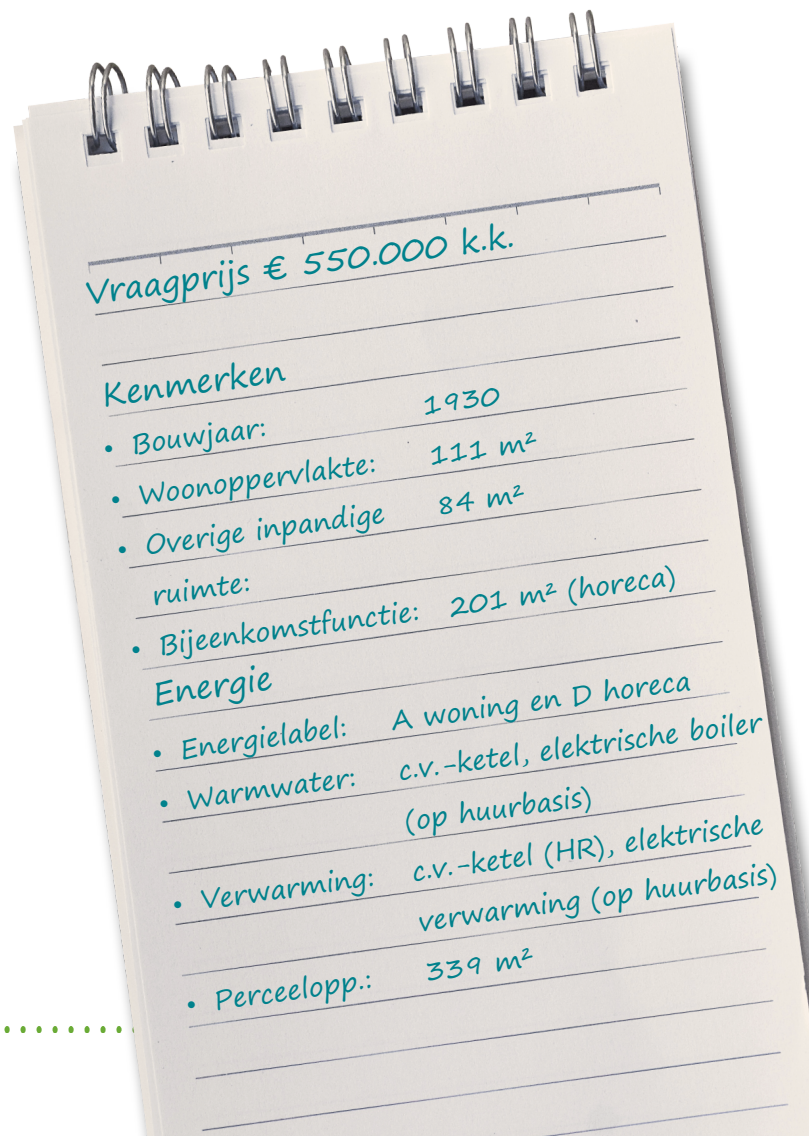 Vraagprijs € 550.000 k.k.
Kenmerken
• Bouwjaar: 1930
• Woonoppervlakte: 111 m²
• Overige inpandige 84 m²
ruimte:
• Bijeenkomstfunctie: 201 m² (horeca)
Energie
• Energielabel: A woning en D horeca
• Warmwater: c.v.-ketel, elektrische boiler
(op huurbasis)
• Verwarming: c.v.-ketel (HR), elektrische
verwarming (op huurbasis)
• Perceelopp.: 339 m²